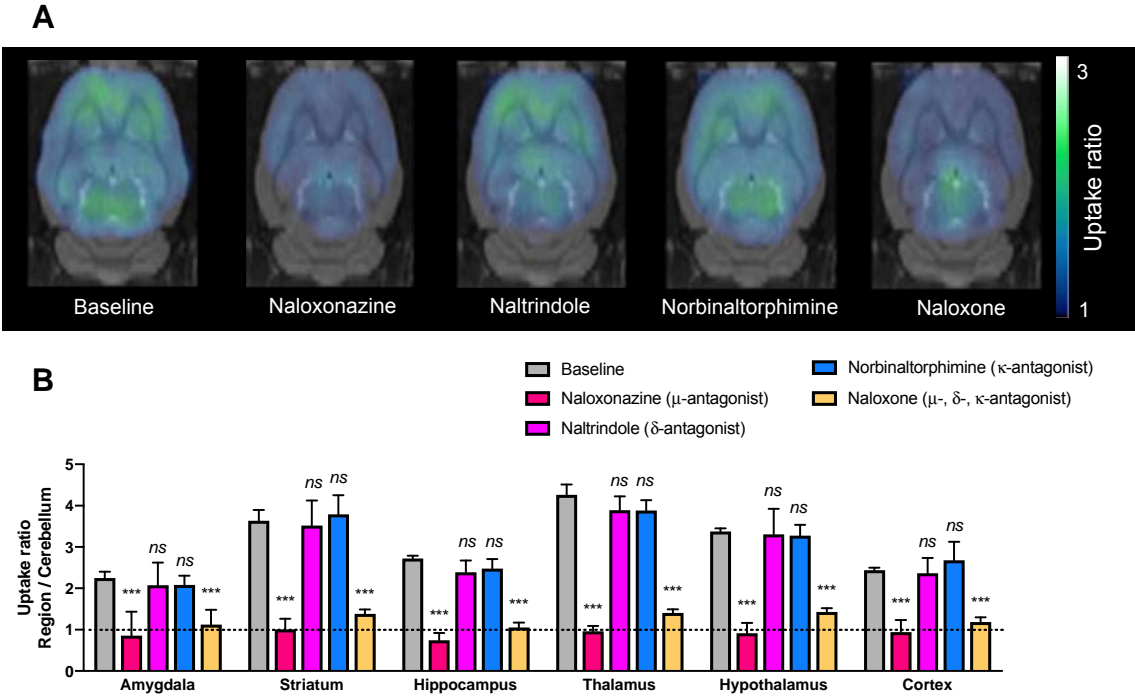 A
3
Uptake ratio
1
Baseline
Naloxonazine
Naltrindole
Norbinaltorphimine
Naloxone
B
Baseline
Naloxonazine (μ-antagonist)
Naltrindole (δ-antagonist)
Norbinaltorphimine (κ-antagonist)
Naloxone (μ-, δ-, κ-antagonist)
Uptake ratio
Region / Cerebellum
5
4
3
2
1
0
*** ns ns ***
*** ns ns ***
*** ns ns ***
*** ns ns ***
*** ns ns ***
*** ns ns ***
Amygdala
Striatum
Hippocampus
Thalamus
Hypothalamus
Cortex